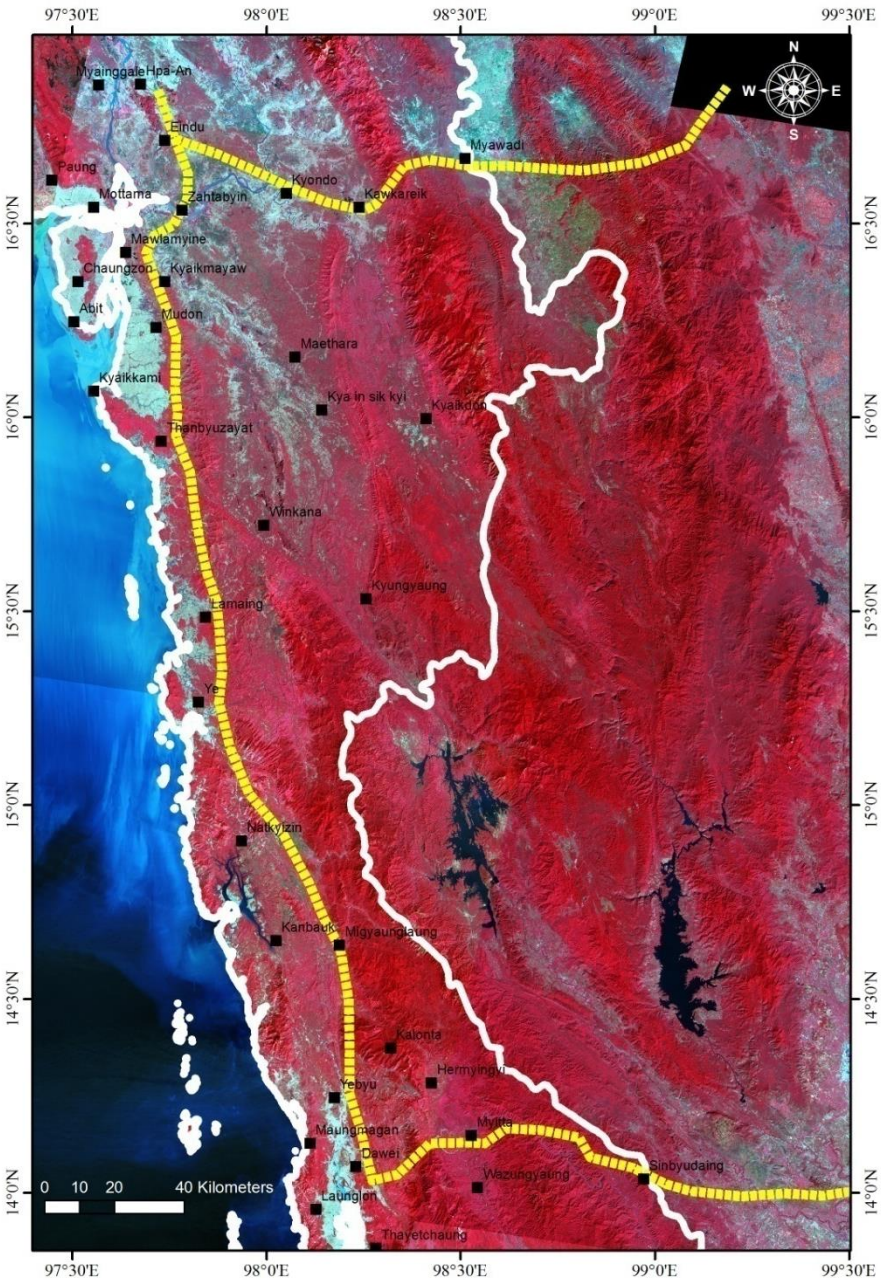 97°30'E 98°0'E 98°30'E 99°0'E 99°30'E
N
W E
S
Myainggale Hpa-An
Eindu
Myawadi
Paung
Kyondo
Kawkareik
Mottama
Zahtabyin
16°30'N 16°30'N
Mawlamyine
Chaungzon
Kyaikmayaw
Abit
Mudon
Maethara
Kyaikkami
Kya in sik kyi
Kyaikdon
16°0'N 16°0'N
Thanbyuzayat
Winkana
Kyungyaung
15°30'N 15°30'N
Lamaing
Ye
15°0'N 15°0'N
Natkyizin
Kanbauk
Migyaunglaung
14°30'N 14°30'N
Kalonta
Hermyingyi
Yebyu
Maungmagan
Myitta
Dawei
Sinbyudaing
Wazungyaung
14°0'N 14°0'N
0 10 20 40 Kilometers
Launglon
Thayetchaung
97°30'E 98°0'E 98°30'E 99°0'E 99°30'E